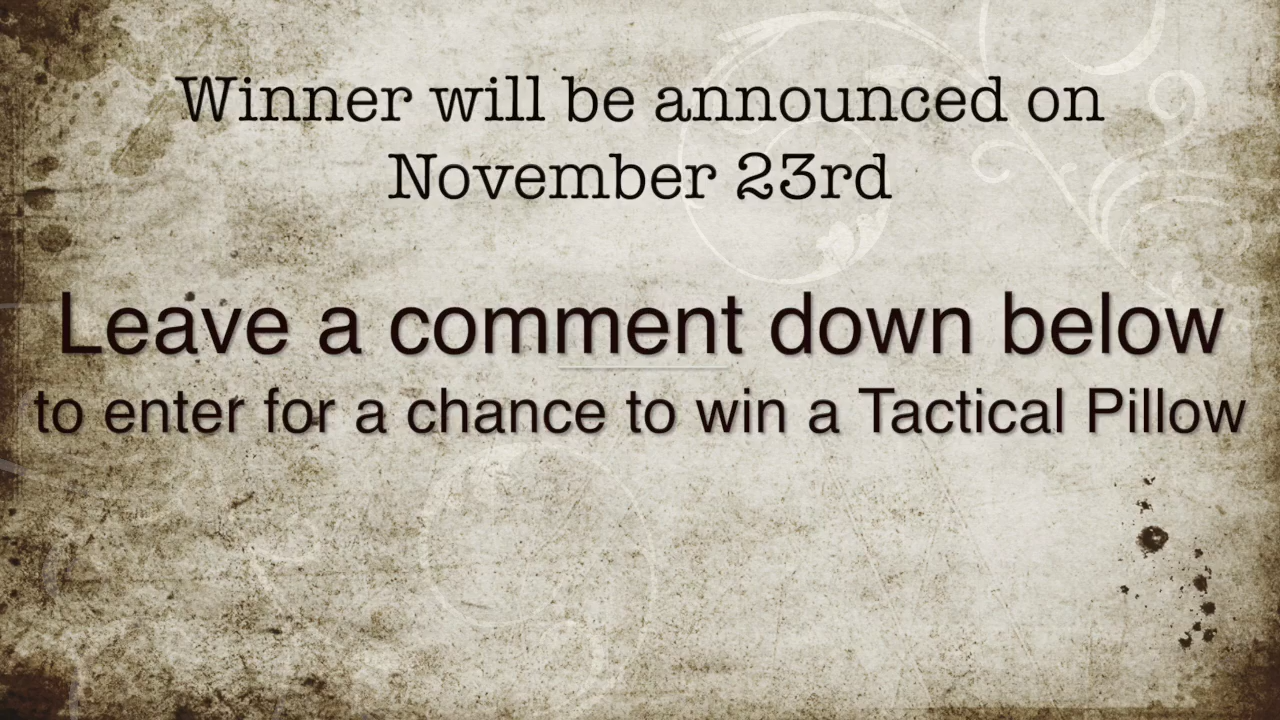 Winner will be announced on
November 23rd
Leave a comment down below
to enter for a chance to win a Tactical Pillow